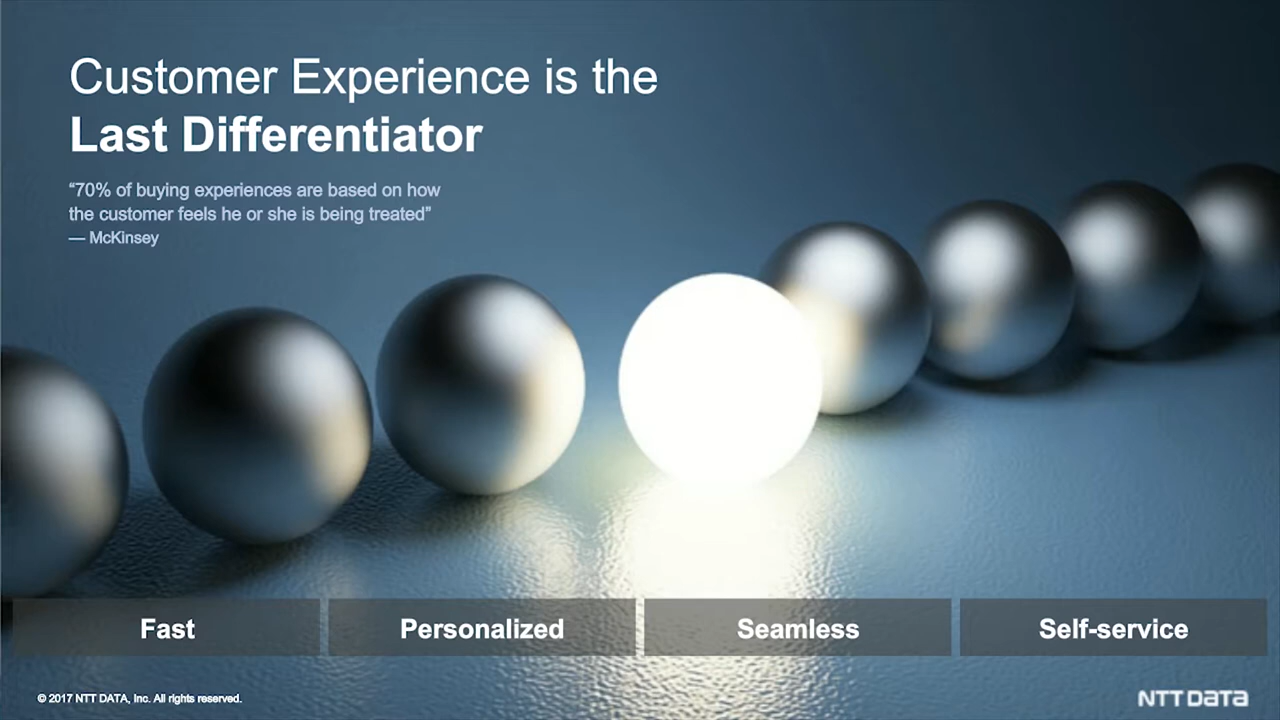 Customer Experience is the
Last Differentiator
“70% of buying experiences are based on how
the customer feels he or she is being treated”
— McKinsey
Fast
Personalized
Seamless
Self-service
© 2017 NTT DATA, Inc. All rights reserved.
NTT DATA